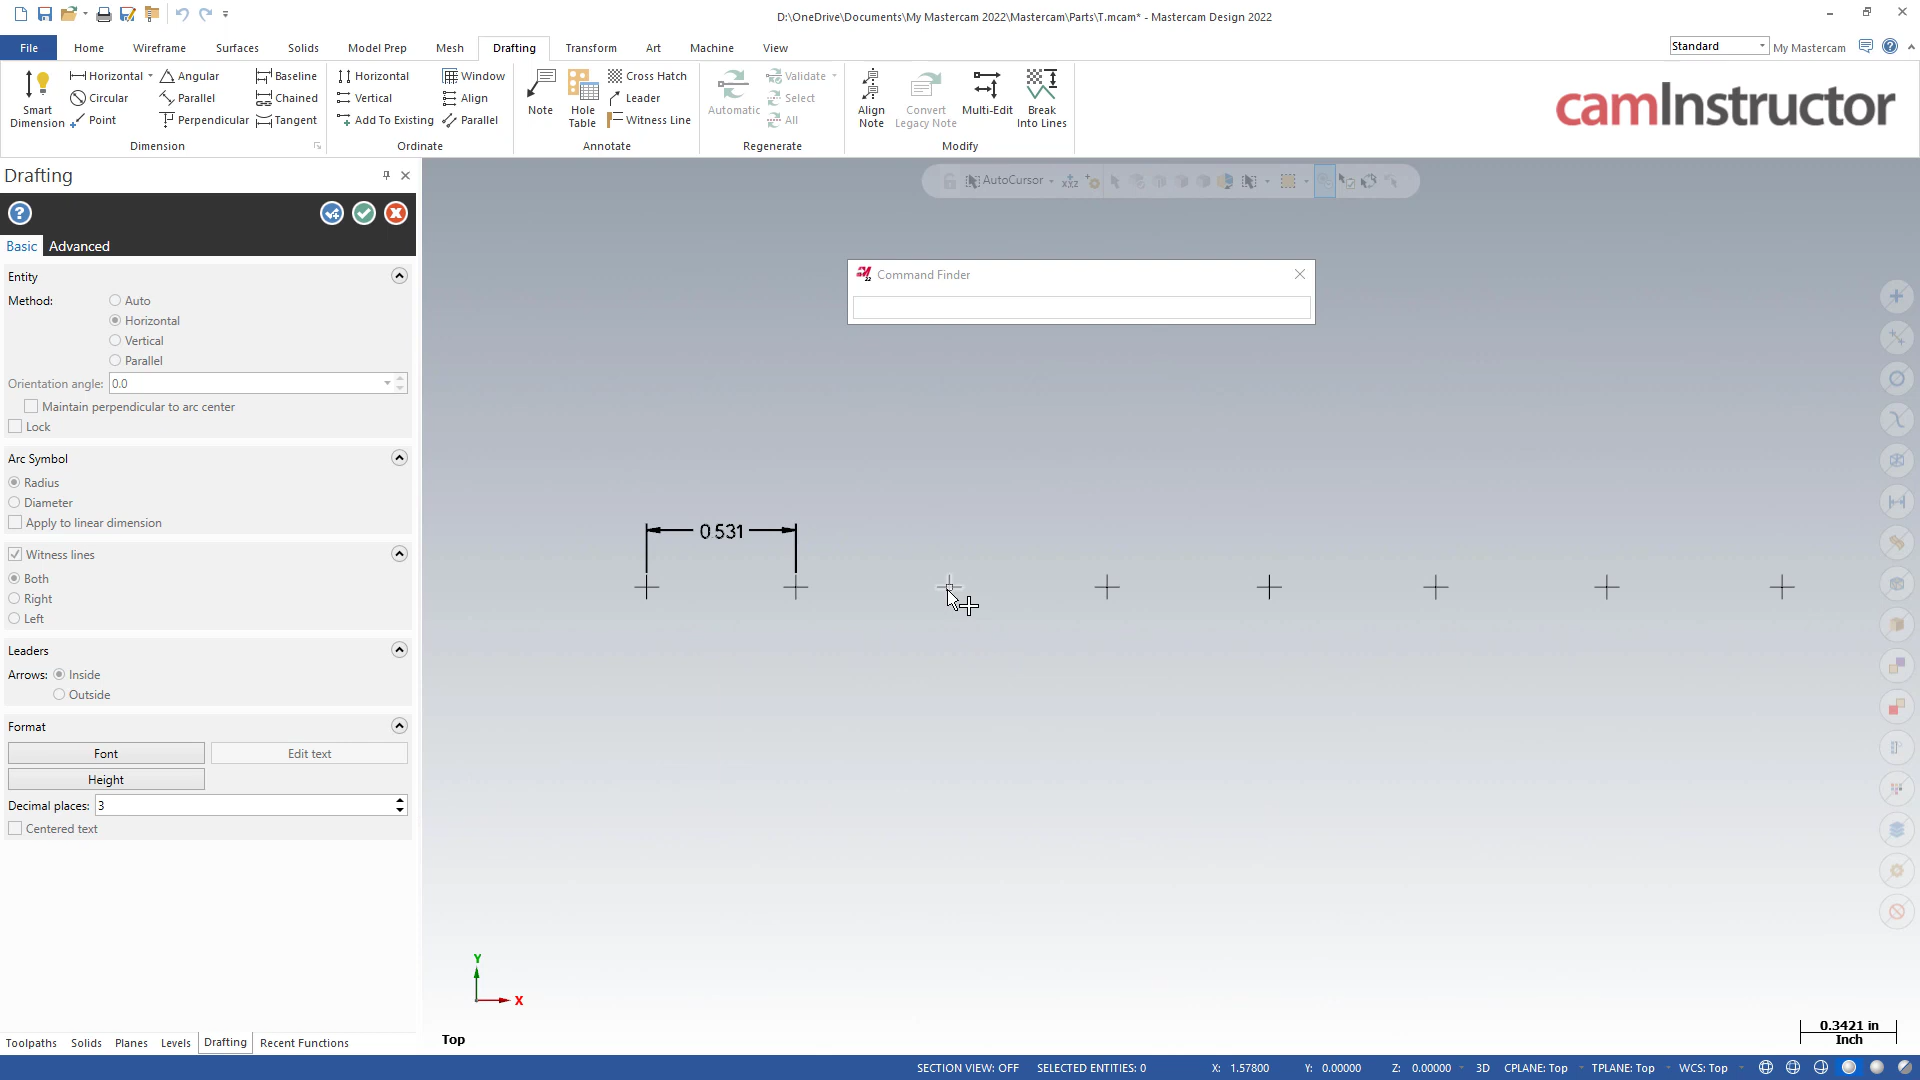 D:\OneDrive\Documents\My Mastercam 2022\Mastercam\Parts\T.mcam* - Mastercam Design 2022
File Home Wireframe Surfaces Solids Model Prep Mesh Drafting Transform Art Machine View Standard My Mastercam
Smart Dimension
Horizontal Angular Baseline
Circular Parallel Chained
Point Perpendicular Tangent
Dimension
Horizontal Window
Vertical Align
Add To Existing Parallel
Ordinate
Note
Hole Table
Cross Hatch
Leader
Witness Line
Annotate
Automatic
Validate
Select
All
Regenerate
Align Note
Convert Legacy Note
Multi-Edit
Break Into Lines
Modify
camInstructor
Drafting
Basic Advanced
Entity
Method: Auto
Horizontal
Vertical
Parallel
Orientation angle: 0.0
Maintain perpendicular to arc center
Lock
Arc Symbol
Radius
Diameter
Apply to linear dimension
Witness lines
Both
Right
Left
Leaders
Arrows: Inside
Outside
Format
Font Edit text
Height
Decimal places: 3
Centered text
AutoCursor
Command Finder
0.531
Y
X
Top
0.3421 in
Inch
Toolpaths Solids Planes Levels Drafting Recent Functions
SECTION VIEW: OFF SELECTED ENTITIES: 0 X: 1.57800 Y: 0.00000 Z: 0.00000 3D CPLANE: Top TPLANE: Top WCS: Top